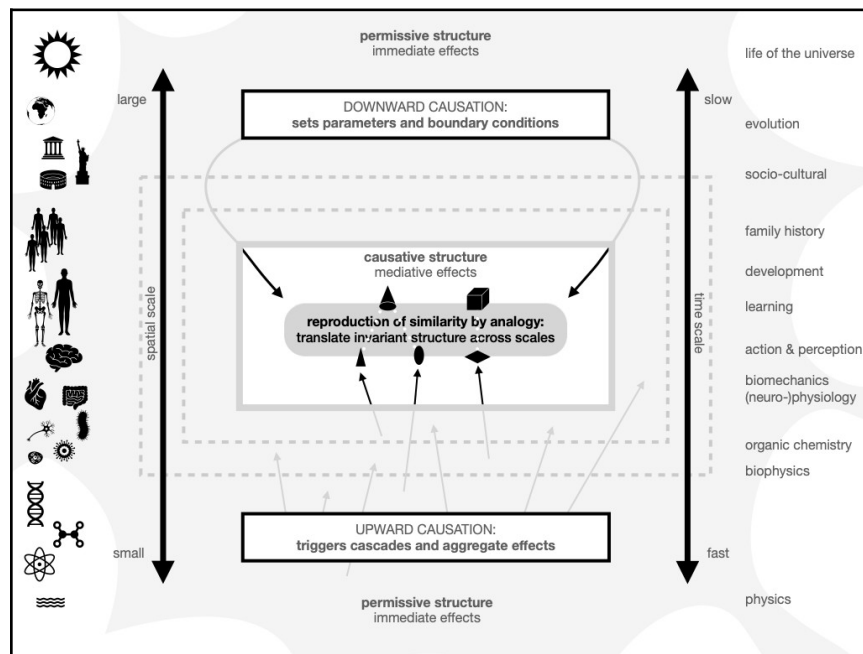 permissive structure
immediate effects
life of the universe
large
slow
DOWNWARD CAUSATION:
sets parameters and boundary conditions
evolution
socio-cultural
family history
causative structure
mediative effects
development
learning
spatial scale
time scale
reproduction of similarity by analogy:
translate invariant structure across scales
action & perception
biomechanics
(neuro-)physiology
organic chemistry
biophysics
UPWARD CAUSATION:
triggers cascades and aggregate effects
small
fast
permissive structure
immediate effects
physics